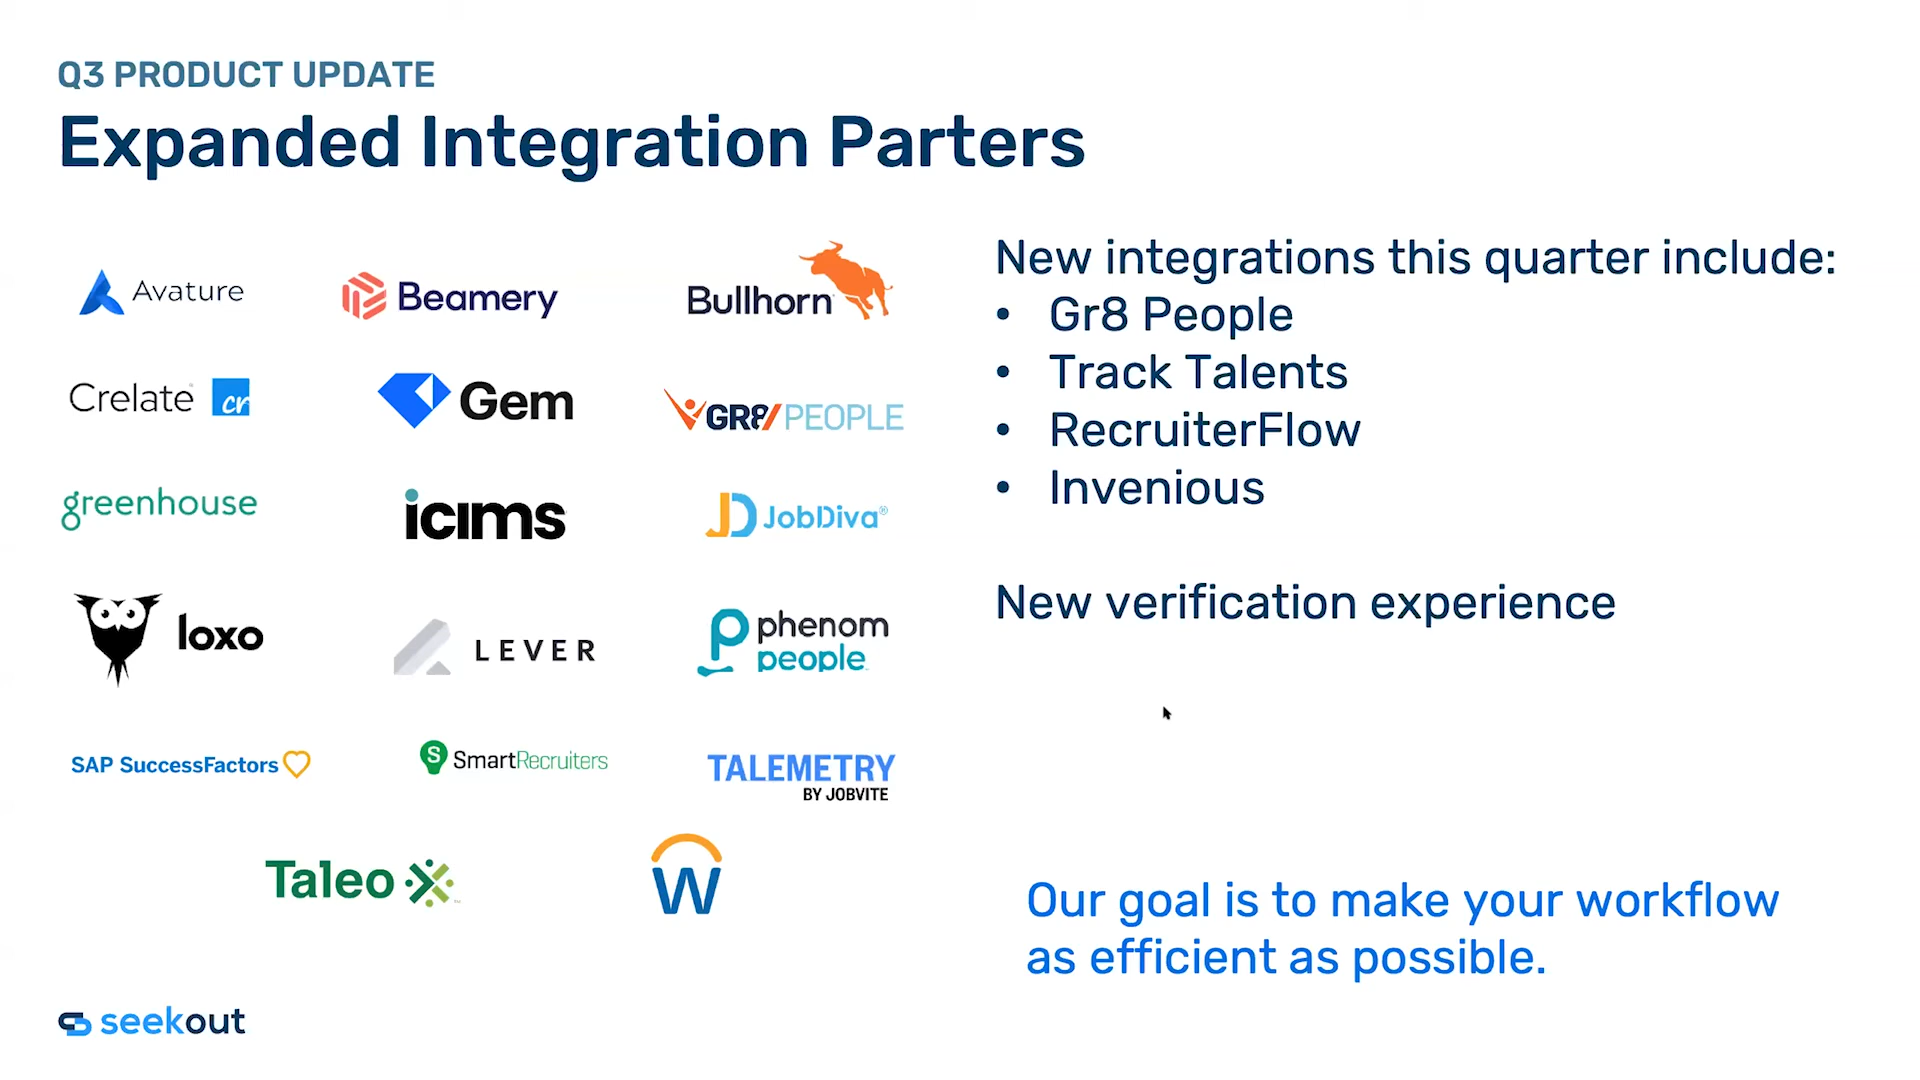 Q3 PRODUCT UPDATE
Expanded Integration Parters
Avature
Beamery
Bullhorn
Crelate cr
Gem
GR8/PEOPLE
greenhouse
icims
JD JobDiva®
loxo
LEVER
phenom
people
SAP SuccessFactors
S SmartRecruiters
TALEMETRY
BY JOBVITE
Taleo
W
New integrations this quarter include:
• Gr8 People
• Track Talents
• RecruiterFlow
• Invenious
New verification experience
Our goal is to make your workflow
as efficient as possible.
seekout